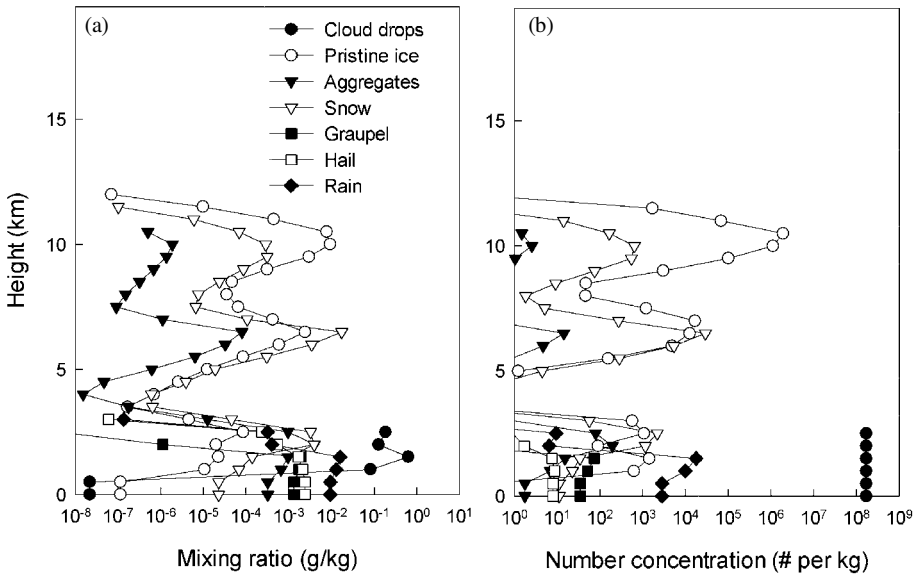 (a)
Cloud drops
Pristine ice
Aggregates
Snow
Graupel
Hail
Rain
15
10
5
0
Height (km)
10⁻⁸ 10⁻⁷ 10⁻⁶ 10⁻⁵ 10⁻⁴ 10⁻³ 10⁻² 10⁻¹ 10⁰ 10¹
Mixing ratio (g/kg)
(b)
15
10
5
0
10⁰ 10¹ 10² 10³ 10⁴ 10⁵ 10⁶ 10⁷ 10⁸ 10⁹
Number concentration (# per kg)